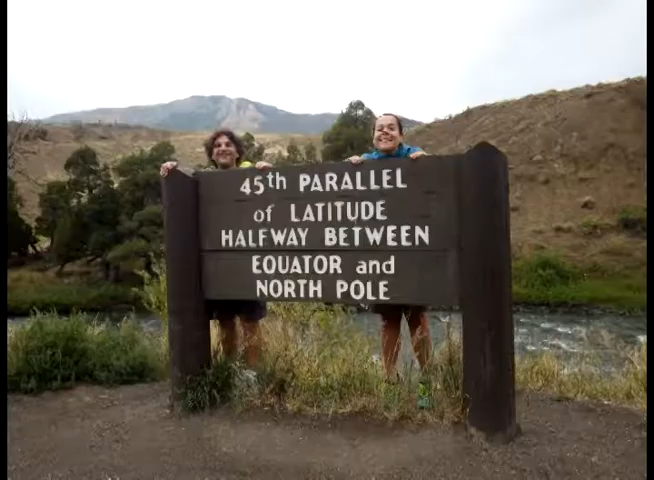 45th PARALLEL
of LATITUDE
HALFWAY BETWEEN
EQUATOR and
NORTH POLE